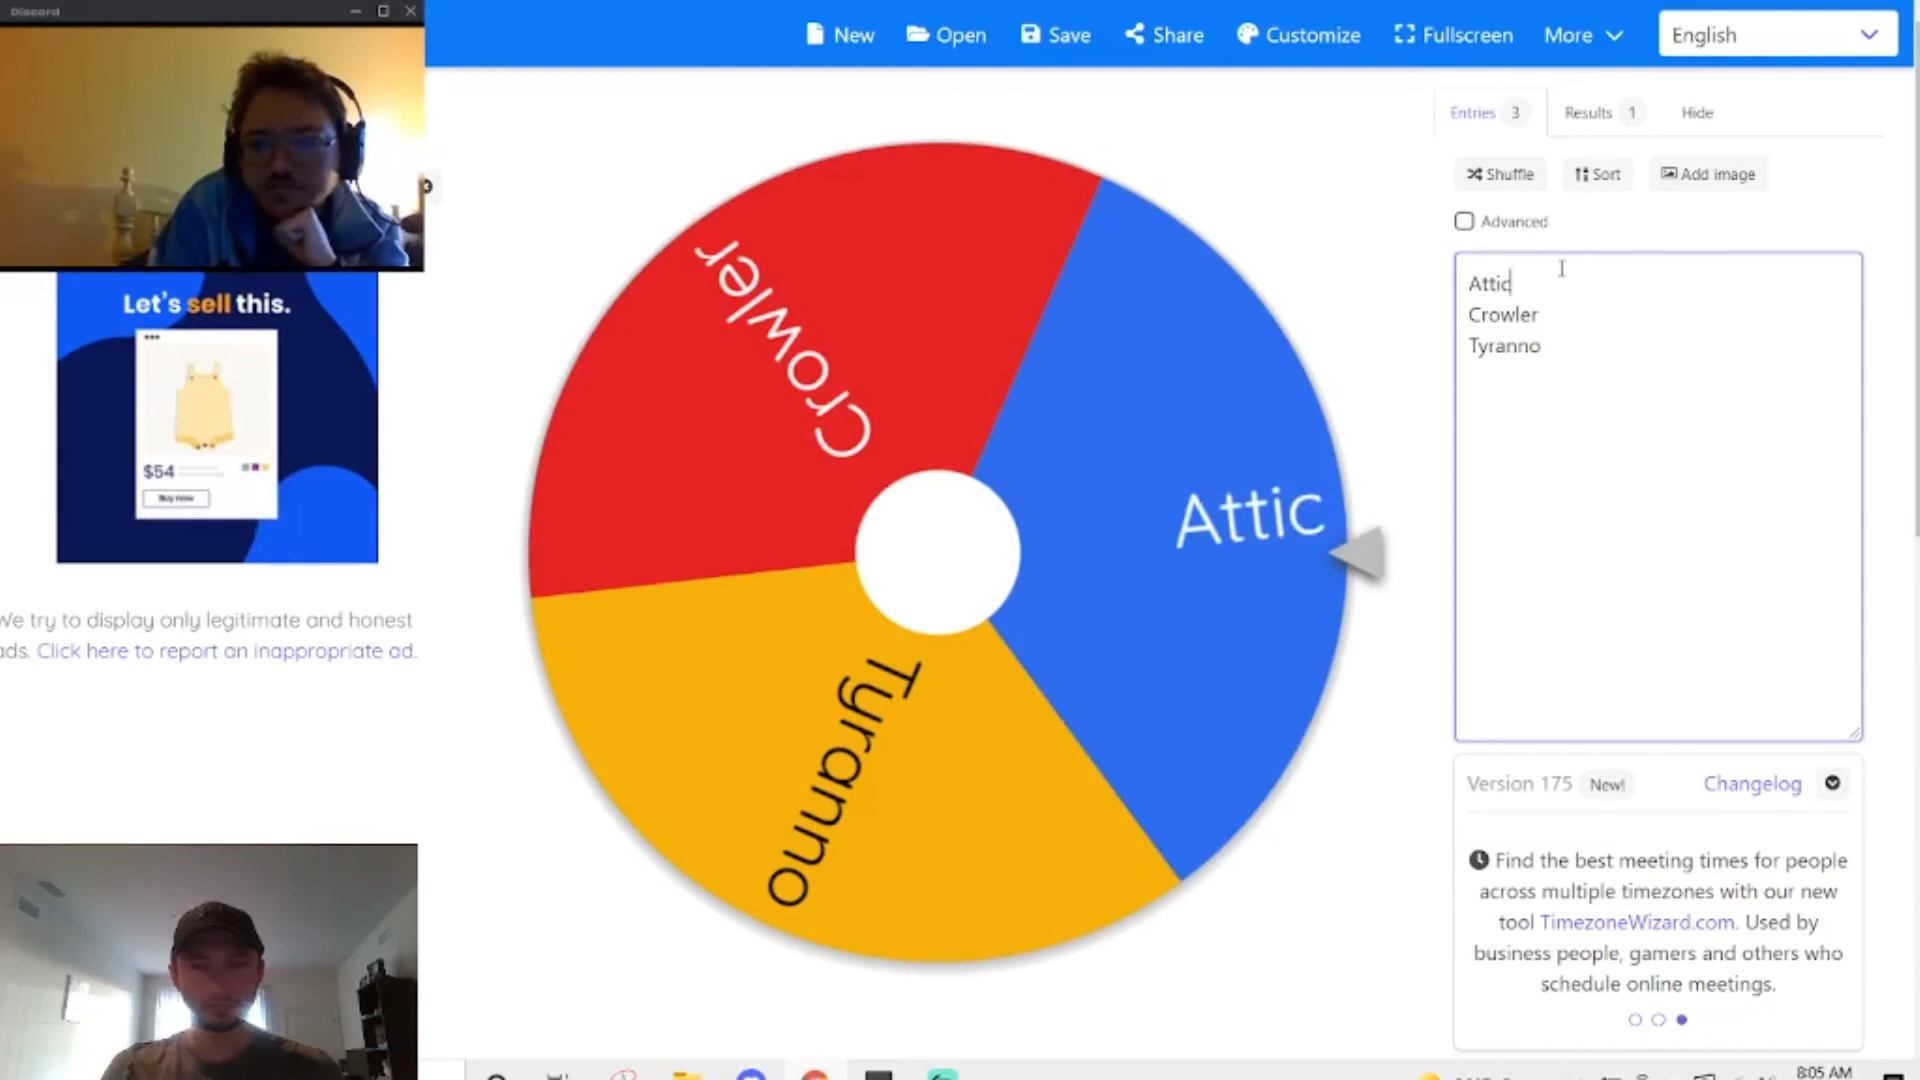 Discord
New
Open
Save
Share
Customize
Fullscreen
More
English
Entries 3
Results 1
Hide
Shuffle
Sort
Add image
Advanced
Attic
Crowler
Tyranno
Let's sell this.
$54
Buy now
We try to display only legitimate and honest
ads. Click here to report an inappropriate ad.
Crowler
Attic
Tyranno
Version 175 New! Changelog
Find the best meeting times for people
across multiple timezones with our new
tool TimezoneWizard.com. Used by
business people, gamers and others who
schedule online meetings.
8:05 AM